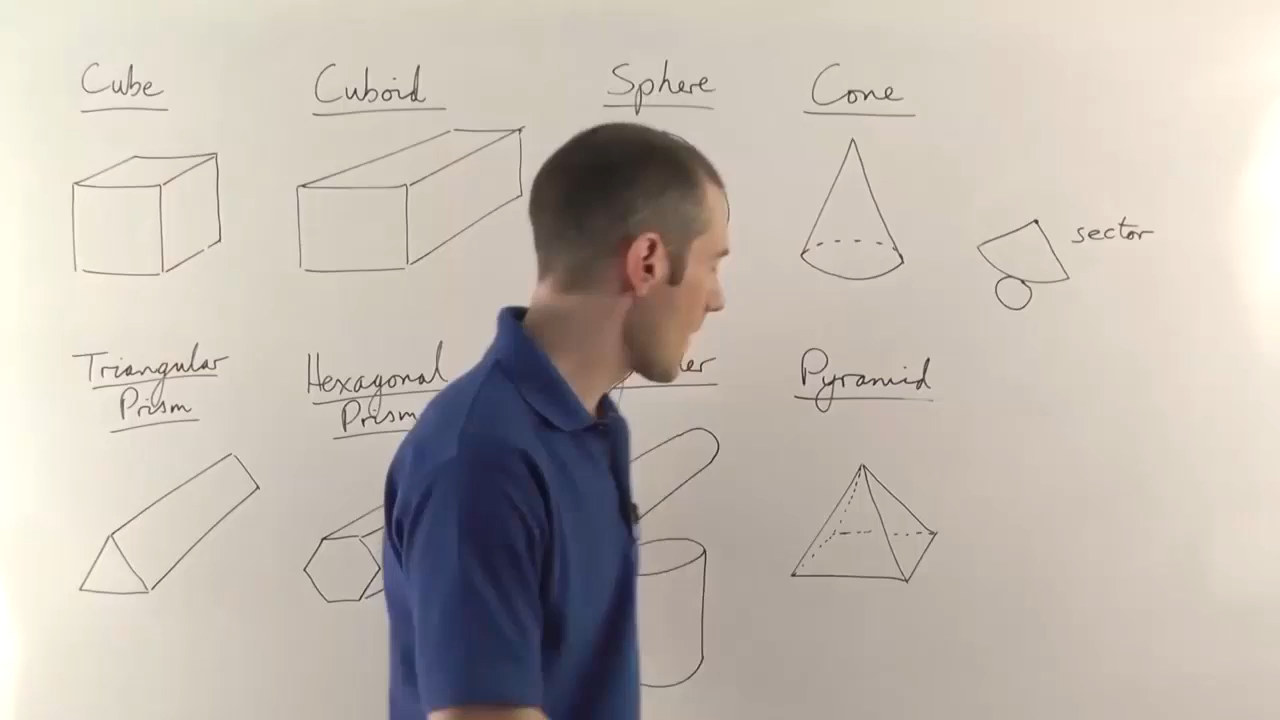 Cube
Cuboid
Sphere
Cone
sector
Triangular
Prism
Hexagonal
Prism
Pyramid